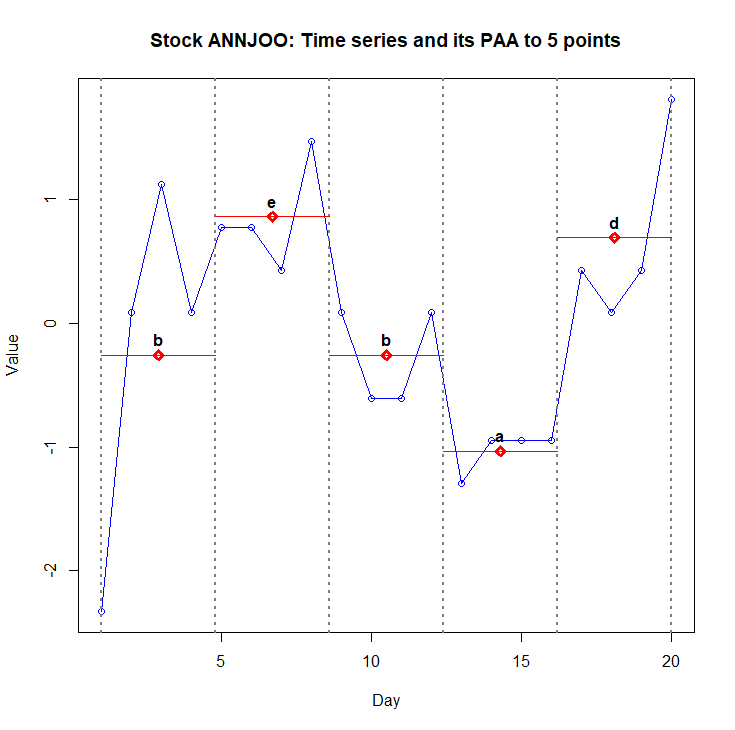 Stock ANNJOO: Time series and its PAA to 5 points
e
d
b
b
a
Value
1
0
-1
-2
5
10
15
20
Day